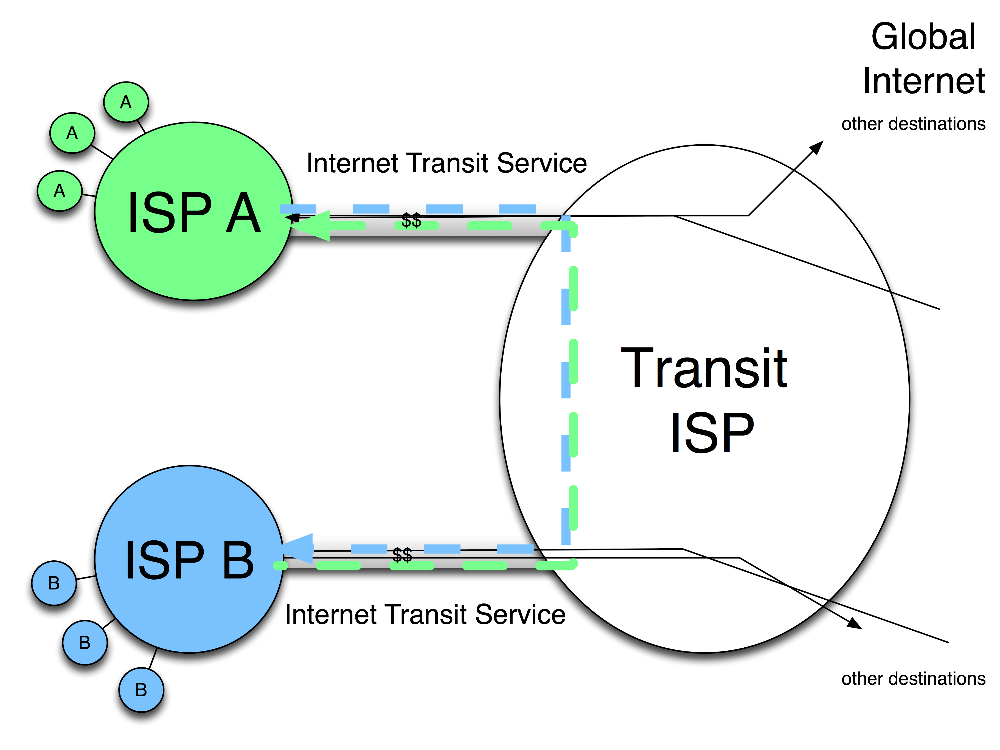 Global
Internet
other destinations
A
A
A
ISP A
Internet Transit Service
$$
Transit
ISP
ISP B
$$
Internet Transit Service
B
B
B
other destinations